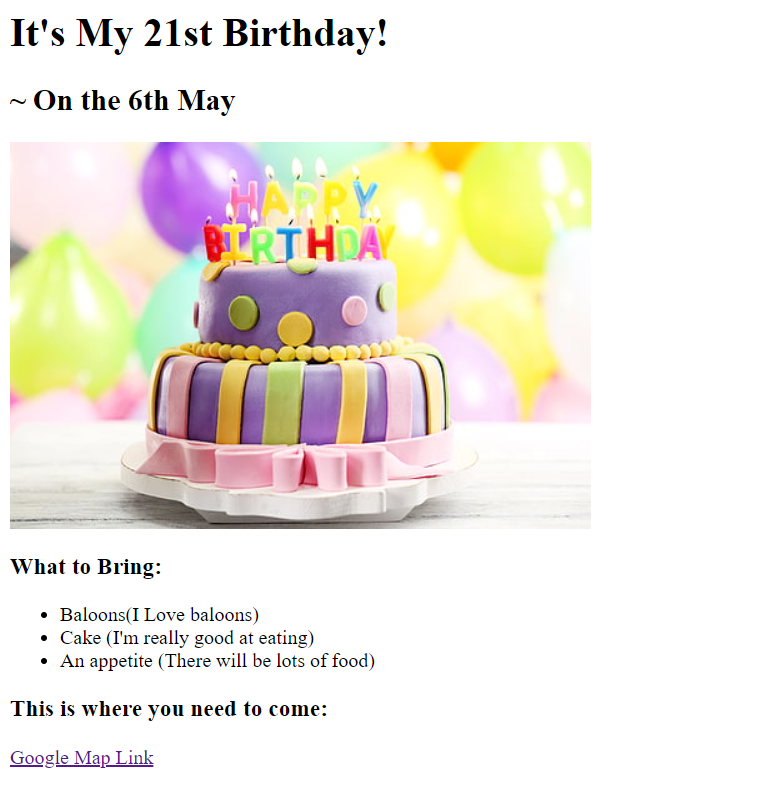 It's My 21st Birthday!
~ On the 6th May
HAPPY
BIRTHDAY
What to Bring:
Baloons(I Love baloons)
Cake (I'm really good at eating)
An appetite (There will be lots of food)
This is where you need to come:
Google Map Link